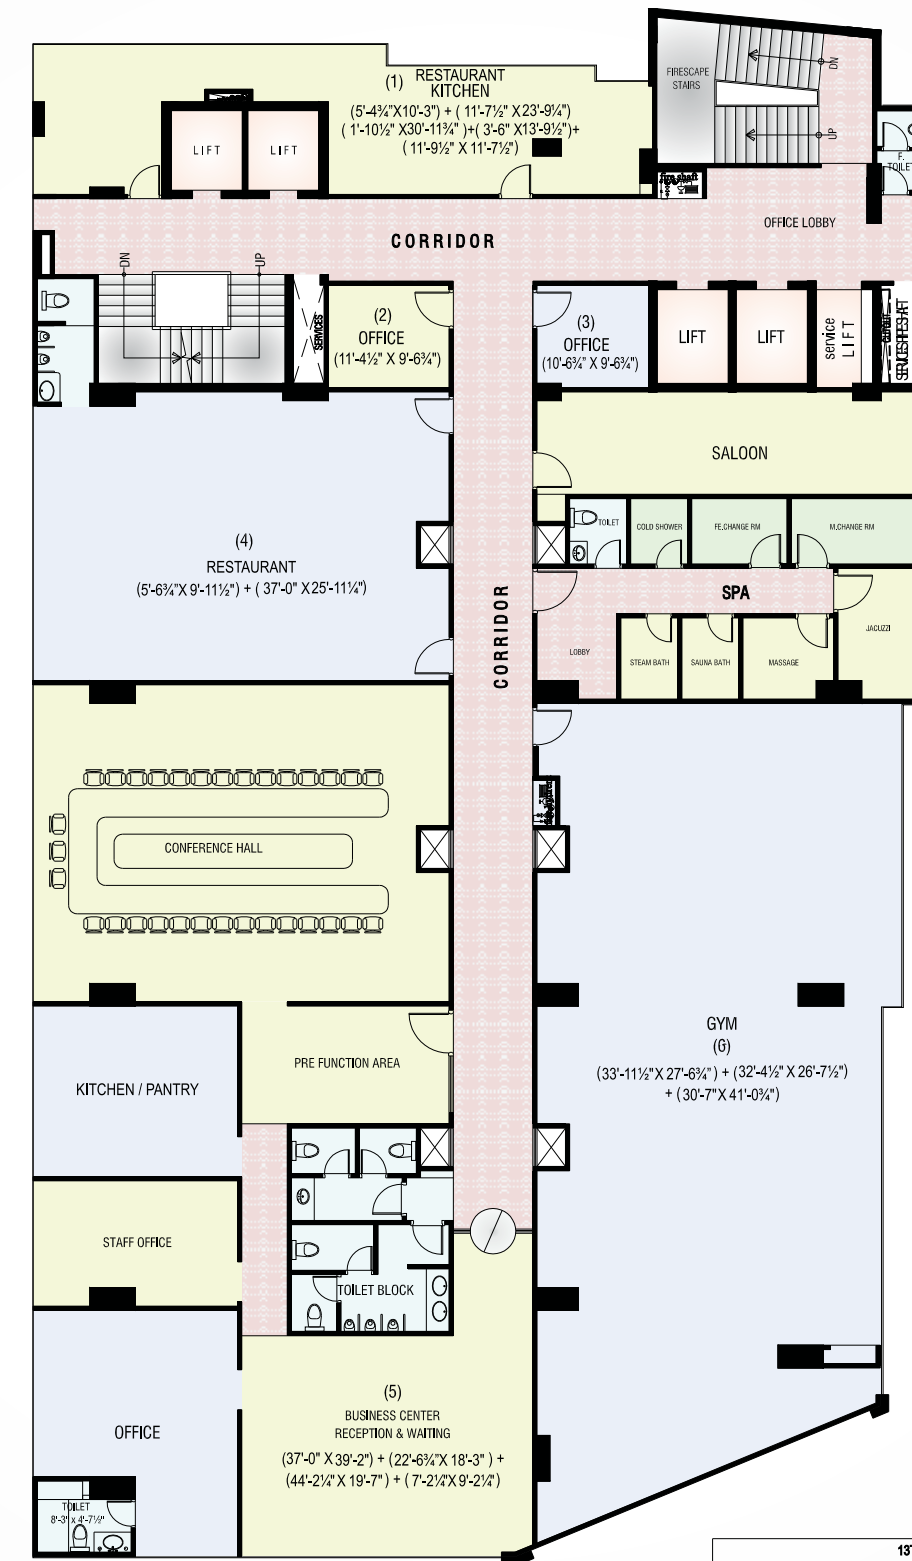 (1) RESTAURANT
KITCHEN
(5'-4¾"X10'-3") + ( 11'-7½" X 23'-9¼")
( 1'-10½" X30'-11¾" )+( 3'-6" X13'-9½")+
( 11'-9½" X 11'-7½")
FIRESCAPE
STAIRS
DN
UP
F.
TOILET
LIFT
LIFT
fire shaft
OFFICE LOBBY
CORRIDOR
DN
UP
SERVICES
(2)
OFFICE
(11'-4½" X 9'-6¾")
(3)
OFFICE
(10'-6¾" X 9'-6¾")
LIFT
LIFT
service
LIFT
SALOON
(4)
RESTAURANT
(5'-6¾"X 9'-11½") + ( 37'-0" X 25'-11¼")
TOILET
COLD SHOWER
FE.CHANGE RM
M.CHANGE RM
CORRIDOR
SPA
LOBBY
STEAM BATH
SAUNA BATH
MASSAGE
JACUZZI
CONFERENCE HALL
GYM
(6)
(33'-11½"X 27'-6¾" ) + (32'-4½" X 26'-7½")
+ ( 30'-7" X 41'-0¾")
PRE FUNCTION AREA
KITCHEN / PANTRY
STAFF OFFICE
TOILET BLOCK
(5)
BUSINESS CENTER
RECEPTION & WAITING
(37'-0" X 39'-2") + (22'-6¾"X 18'-3" ) +
(44'-2¼"X 19'-7" ) + ( 7'-2¼"X 9'-2¼")
OFFICE
TOILET
8'-3" x 4'-7½"